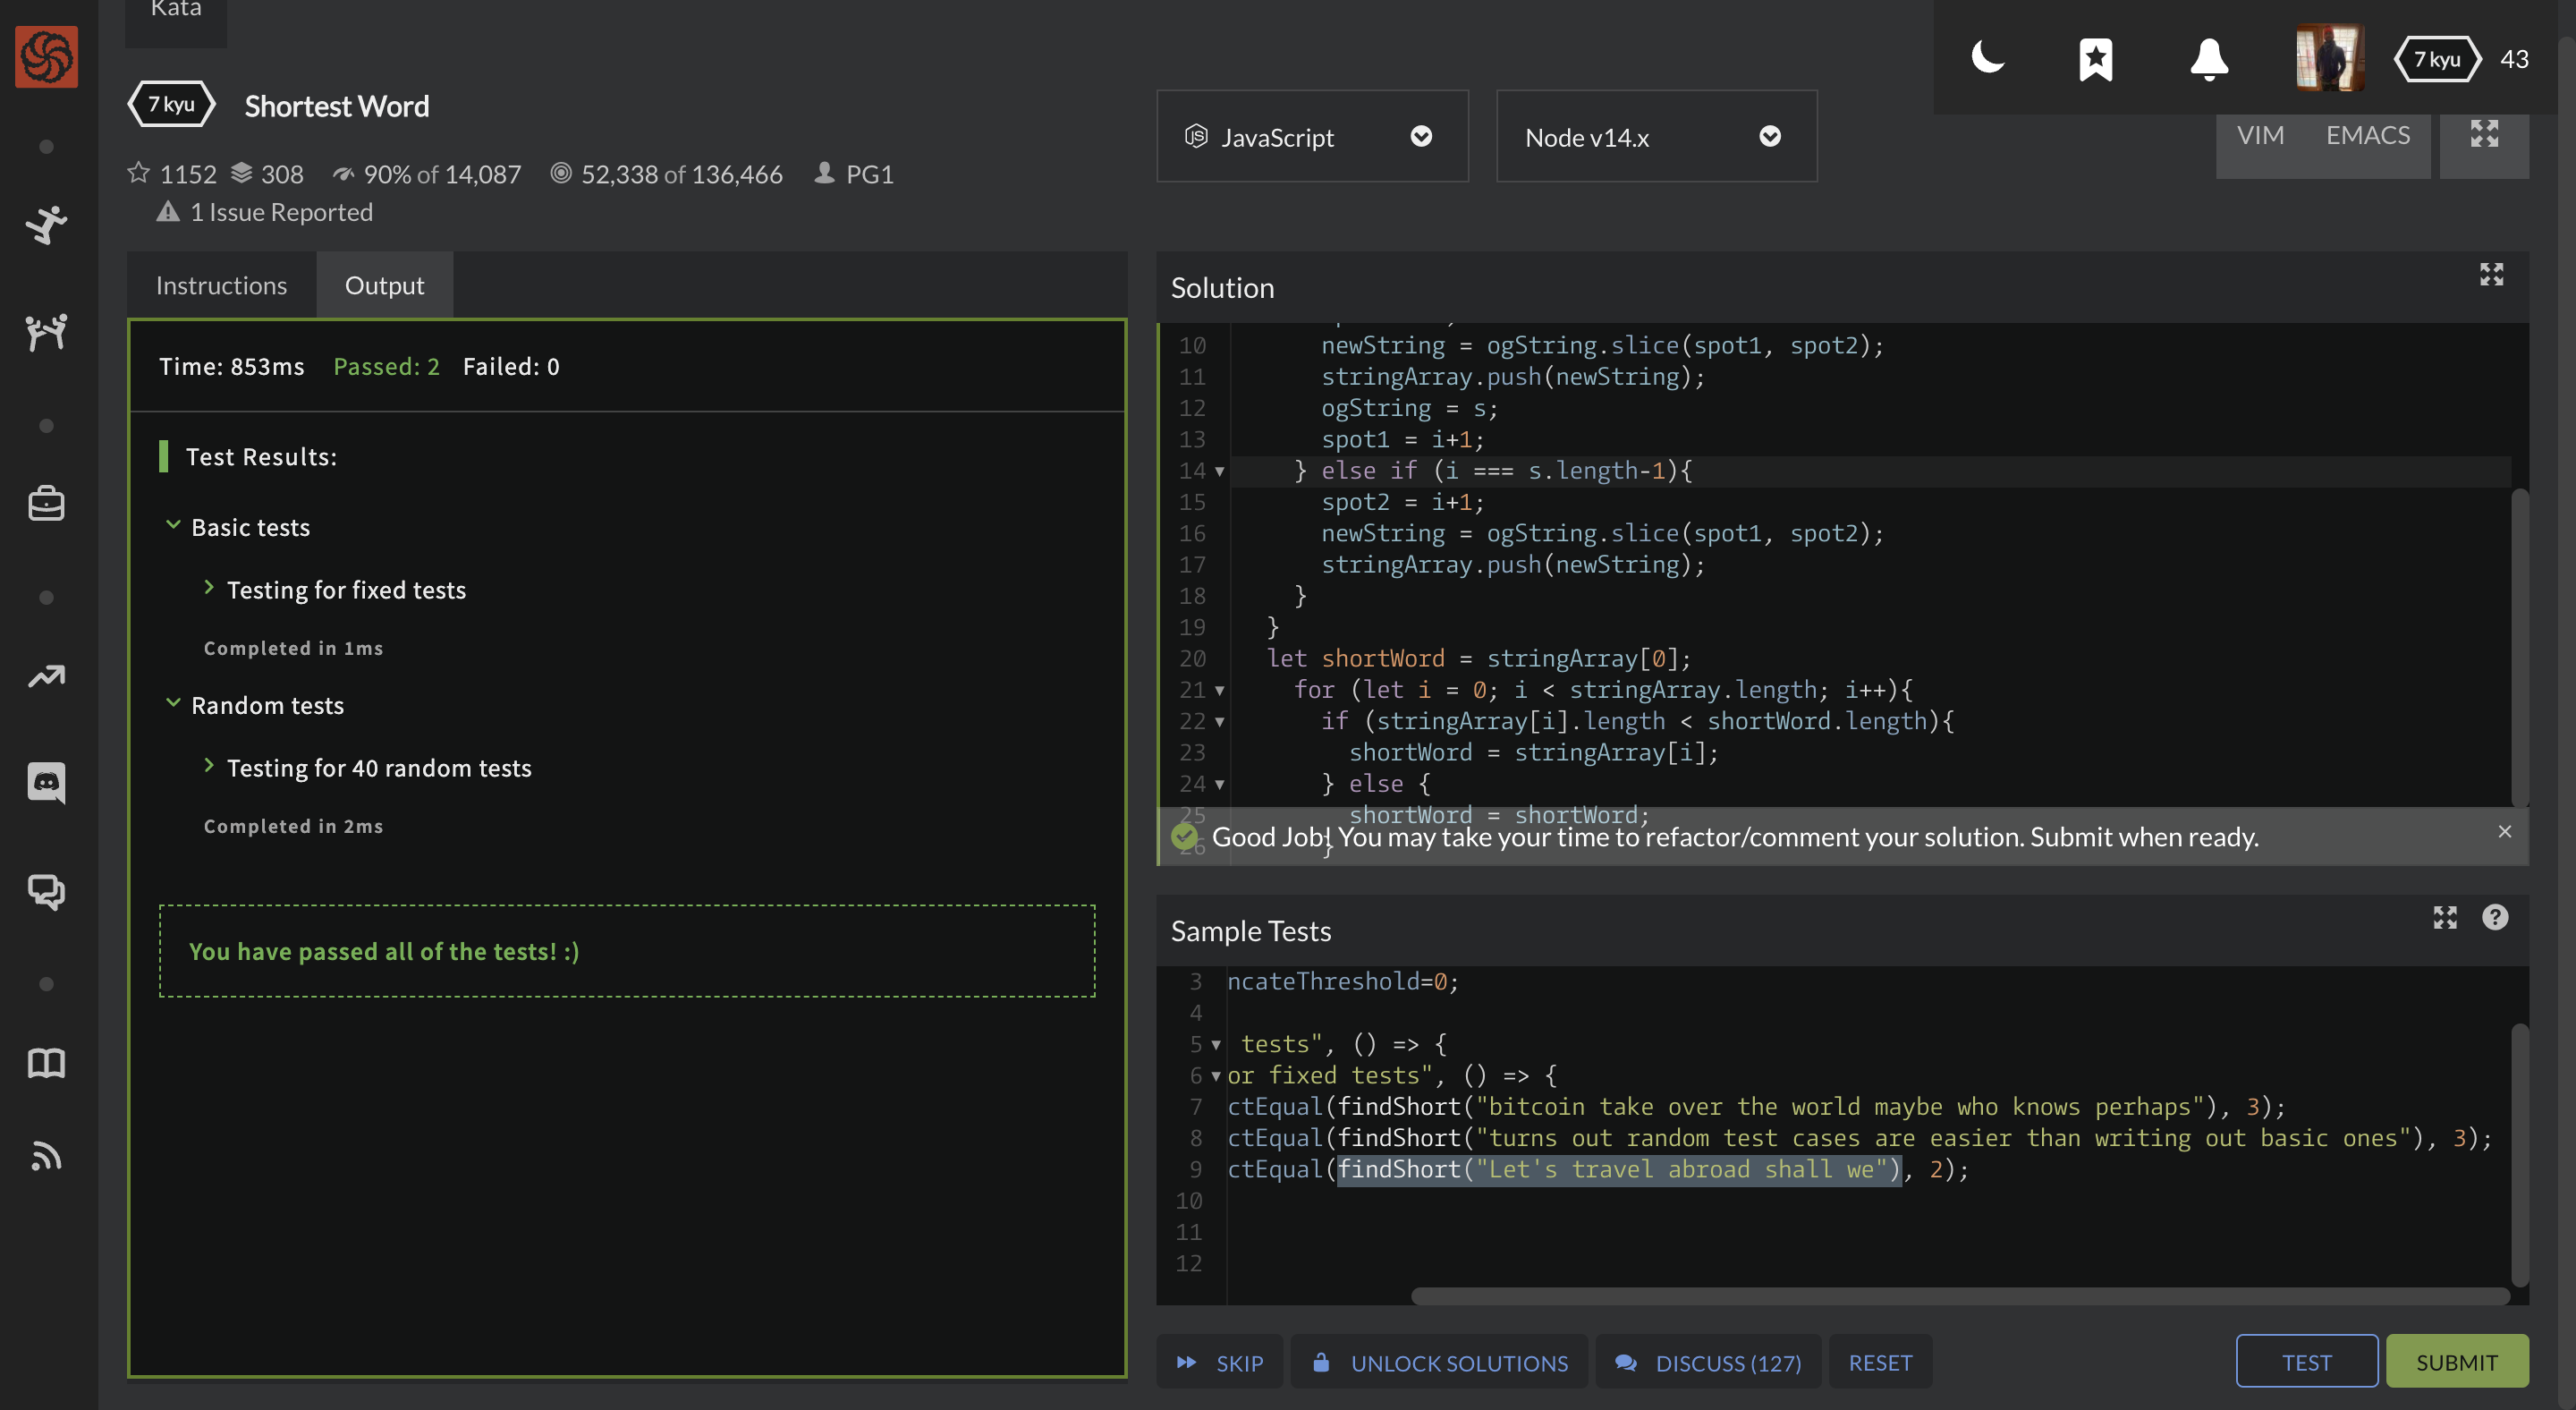 Kata
7 kyu
43
7 kyu Shortest Word
1152 308 90% of 14,087 52,338 of 136,466 PG1
1 Issue Reported
JavaScript
Node v14.x
VIM EMACS
Instructions Output
Time: 853ms Passed: 2 Failed: 0
Test Results:
Basic tests
Testing for fixed tests
Completed in 1ms
Random tests
Testing for 40 random tests
Completed in 2ms
You have passed all of the tests! :)
Solution
10 newString = ogString.slice(spot1, spot2);
11 stringArray.push(newString);
12 ogString = s;
13 spot1 = i+1;
14 } else if (i === s.length-1){
15 spot2 = i+1;
16 newString = ogString.slice(spot1, spot2);
17 stringArray.push(newString);
18 }
19 }
20 let shortWord = stringArray[0];
21 for (let i = 0; i < stringArray.length; i++){
22 if (stringArray[i].length < shortWord.length){
23 shortWord = stringArray[i];
24 } else {
25 shortWord = shortWord;
26 }
Good Job! You may take your time to refactor/comment your solution. Submit when ready.
Sample Tests
3 ncateThreshold=0;
4
5 tests", () => {
6 or fixed tests", () => {
7 ctEqual(findShort("bitcoin take over the world maybe who knows perhaps"), 3);
8 ctEqual(findShort("turns out random test cases are easier than writing out basic ones"), 3);
9 ctEqual(findShort("Let's travel abroad shall we"), 2);
10
11
12
SKIP UNLOCK SOLUTIONS DISCUSS (127) RESET TEST SUBMIT